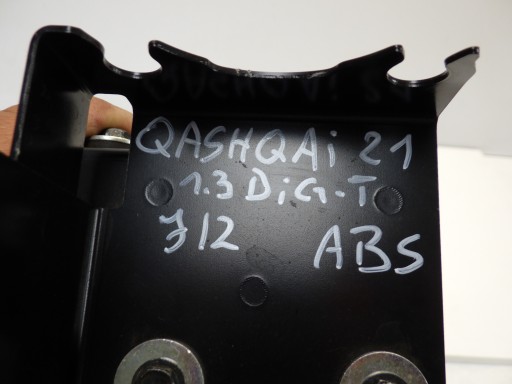 QASHQAi 21
1.3 DiG-T
J12 ABS